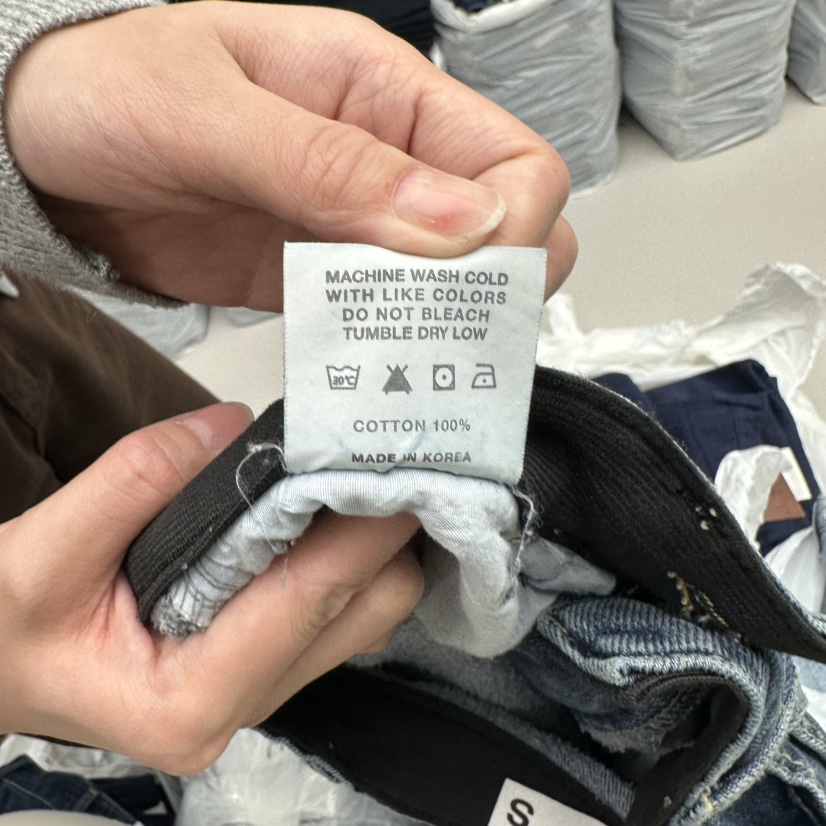 MACHINE WASH COLD
WITH LIKE COLORS
DO NOT BLEACH
TUMBLE DRY LOW
30°C
COTTON 100%
MADE IN KOREA
S